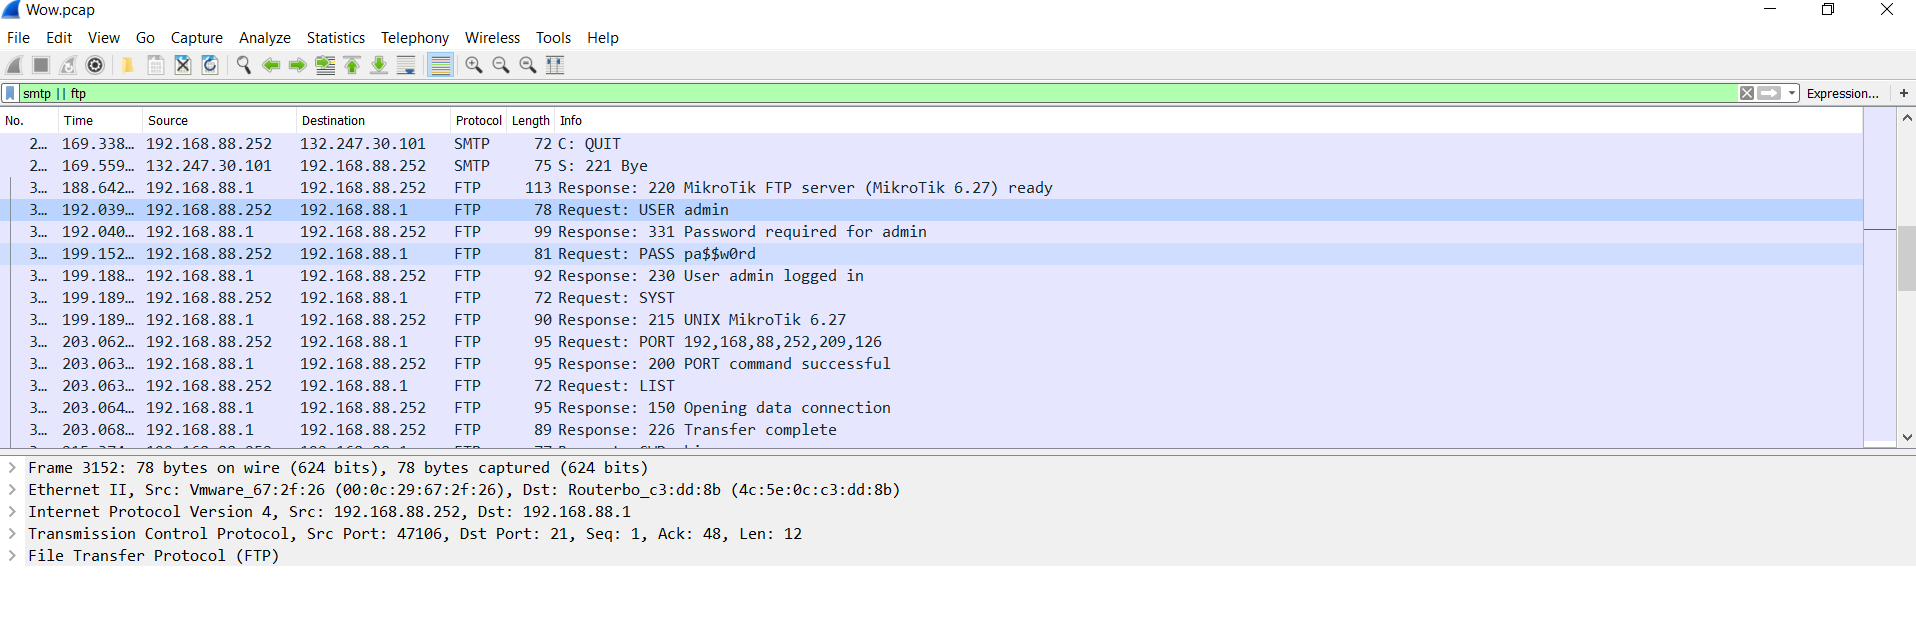 Wow.pcap
File Edit View Go Capture Analyze Statistics Telephony Wireless Tools Help
smtp || ftp Expression... +
No. Time Source Destination Protocol Length Info
2... 169.338... 192.168.88.252 132.247.30.101 SMTP 72 C: QUIT
2... 169.559... 132.247.30.101 192.168.88.252 SMTP 75 S: 221 Bye
3... 188.642... 192.168.88.1 192.168.88.252 FTP 113 Response: 220 MikroTik FTP server (MikroTik 6.27) ready
3... 192.039... 192.168.88.252 192.168.88.1 FTP 78 Request: USER admin
3... 192.040... 192.168.88.1 192.168.88.252 FTP 99 Response: 331 Password required for admin
3... 199.152... 192.168.88.252 192.168.88.1 FTP 81 Request: PASS pa$$w0rd
3... 199.188... 192.168.88.1 192.168.88.252 FTP 92 Response: 230 User admin logged in
3... 199.189... 192.168.88.252 192.168.88.1 FTP 72 Request: SYST
3... 199.189... 192.168.88.1 192.168.88.252 FTP 90 Response: 215 UNIX MikroTik 6.27
3... 203.062... 192.168.88.252 192.168.88.1 FTP 95 Request: PORT 192,168,88,252,209,126
3... 203.063... 192.168.88.1 192.168.88.252 FTP 95 Response: 200 PORT command successful
3... 203.063... 192.168.88.252 192.168.88.1 FTP 72 Request: LIST
3... 203.064... 192.168.88.1 192.168.88.252 FTP 95 Response: 150 Opening data connection
3... 203.068... 192.168.88.1 192.168.88.252 FTP 89 Response: 226 Transfer complete
Frame 3152: 78 bytes on wire (624 bits), 78 bytes captured (624 bits)
Ethernet II, Src: Vmware_67:2f:26 (00:0c:29:67:2f:26), Dst: Routerbo_c3:dd:8b (4c:5e:0c:c3:dd:8b)
Internet Protocol Version 4, Src: 192.168.88.252, Dst: 192.168.88.1
Transmission Control Protocol, Src Port: 47106, Dst Port: 21, Seq: 1, Ack: 48, Len: 12
File Transfer Protocol (FTP)